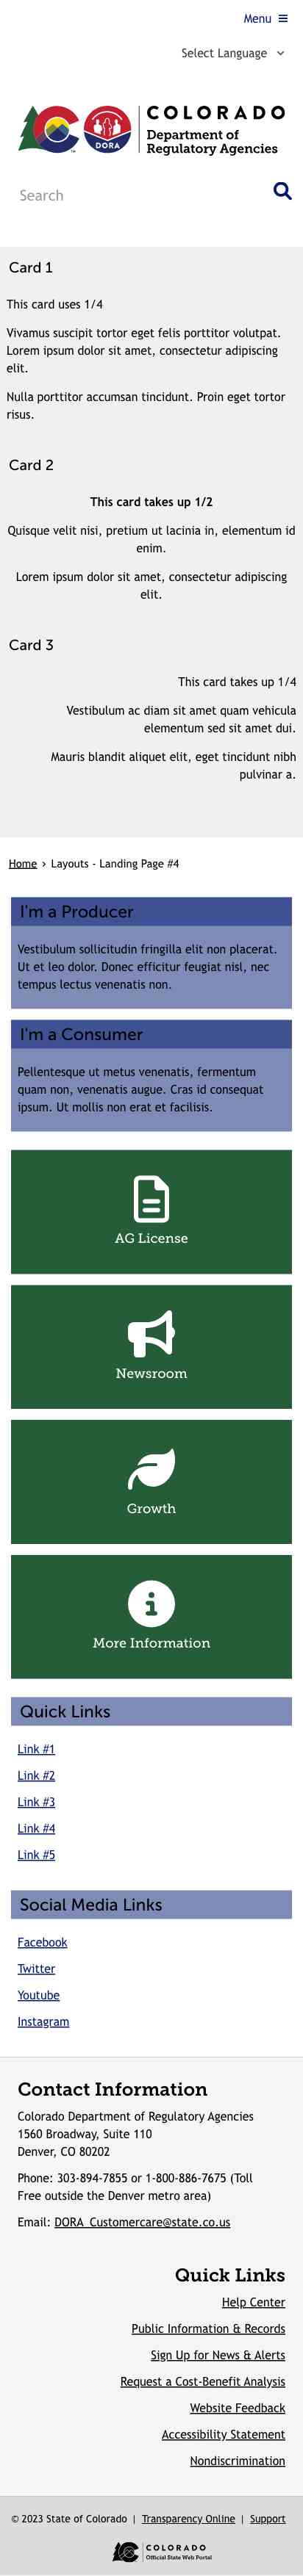 Menu
Select Language
DORA
COLORADO
Department of
Regulatory Agencies
Search
Card 1
This card uses 1/4
Vivamus suscipit tortor eget felis porttitor volutpat.
Lorem ipsum dolor sit amet, consectetur adipiscing
elit.
Nulla porttitor accumsan tincidunt. Proin eget tortor
risus.
Card 2
This card takes up 1/2
Quisque velit nisi, pretium ut lacinia in, elementum id
enim.
Lorem ipsum dolor sit amet, consectetur adipiscing
elit.
Card 3
This card takes up 1/4
Vestibulum ac diam sit amet quam vehicula
elementum sed sit amet dui.
Mauris blandit aliquet elit, eget tincidunt nibh
pulvinar a.
Home › Layouts - Landing Page #4
I'm a Producer
Vestibulum sollicitudin fringilla elit non placerat.
Ut et leo dolor. Donec efficitur feugiat nisl, nec
tempus lectus venenatis non.
I'm a Consumer
Pellentesque ut metus venenatis, fermentum
quam non, venenatis augue. Cras id consequat
ipsum. Ut mollis non erat et facilisis.
AG License
Newsroom
Growth
More Information
Quick Links
Link #1
Link #2
Link #3
Link #4
Link #5
Social Media Links
Facebook
Twitter
Youtube
Instagram
Contact Information
Colorado Department of Regulatory Agencies
1560 Broadway, Suite 110
Denver, CO 80202
Phone: 303-894-7855 or 1-800-886-7675 (Toll
Free outside the Denver metro area)
Email: DORA_Customercare@state.co.us
Quick Links
Help Center
Public Information & Records
Sign Up for News & Alerts
Request a Cost-Benefit Analysis
Website Feedback
Accessibility Statement
Nondiscrimination
© 2023 State of Colorado | Transparency Online | Support
COLORADO
Official State Web Portal